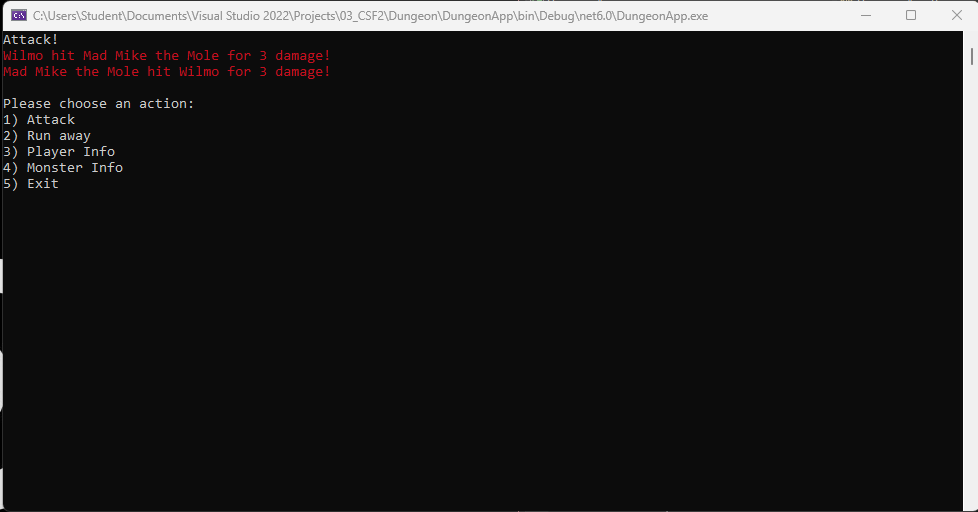 C:\Users\Student\Documents\Visual Studio 2022\Projects\03_CSF2\Dungeon\DungeonApp\bin\Debug\net6.0\DungeonApp.exe
Attack!
Wilmo hit Mad Mike the Mole for 3 damage!
Mad Mike the Mole hit Wilmo for 3 damage!
Please choose an action:
1) Attack
2) Run away
3) Player Info
4) Monster Info
5) Exit